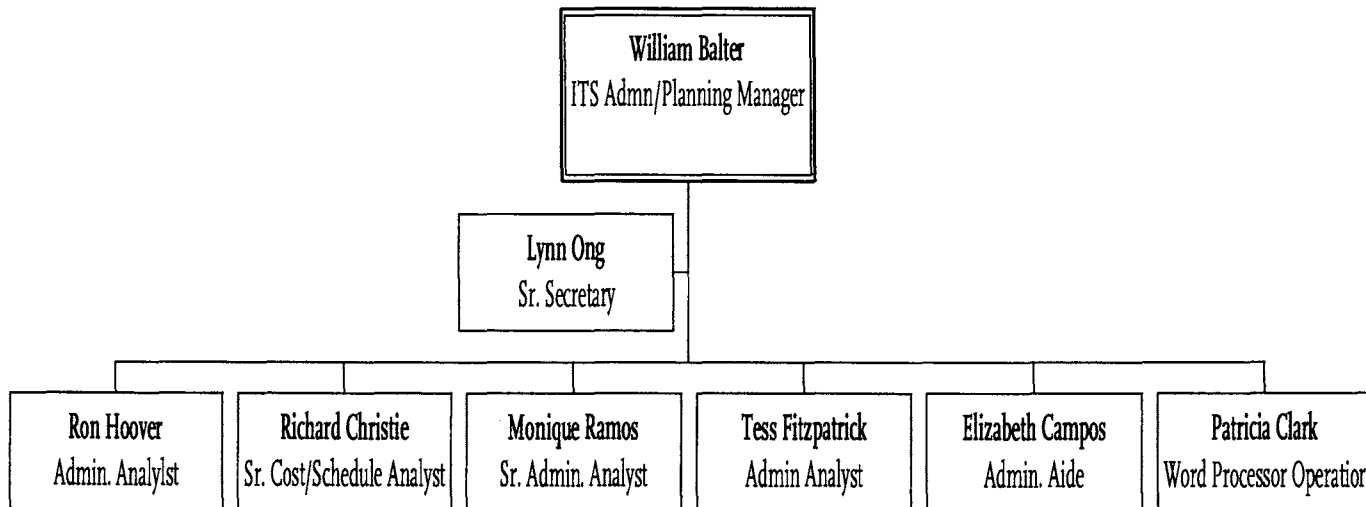 William Balter
ITS Admn/Planning Manager
Lynn Ong
Sr. Secretary
Ron Hoover
Admin. Analylst
Richard Christie
Sr. Cost/Schedule Analyst
Monique Ramos
Sr. Admin. Analyst
Tess Fitzpatrick
Admin Analyst
Elizabeth Campos
Admin. Aide
Patricia Clark
Word Processor Operation